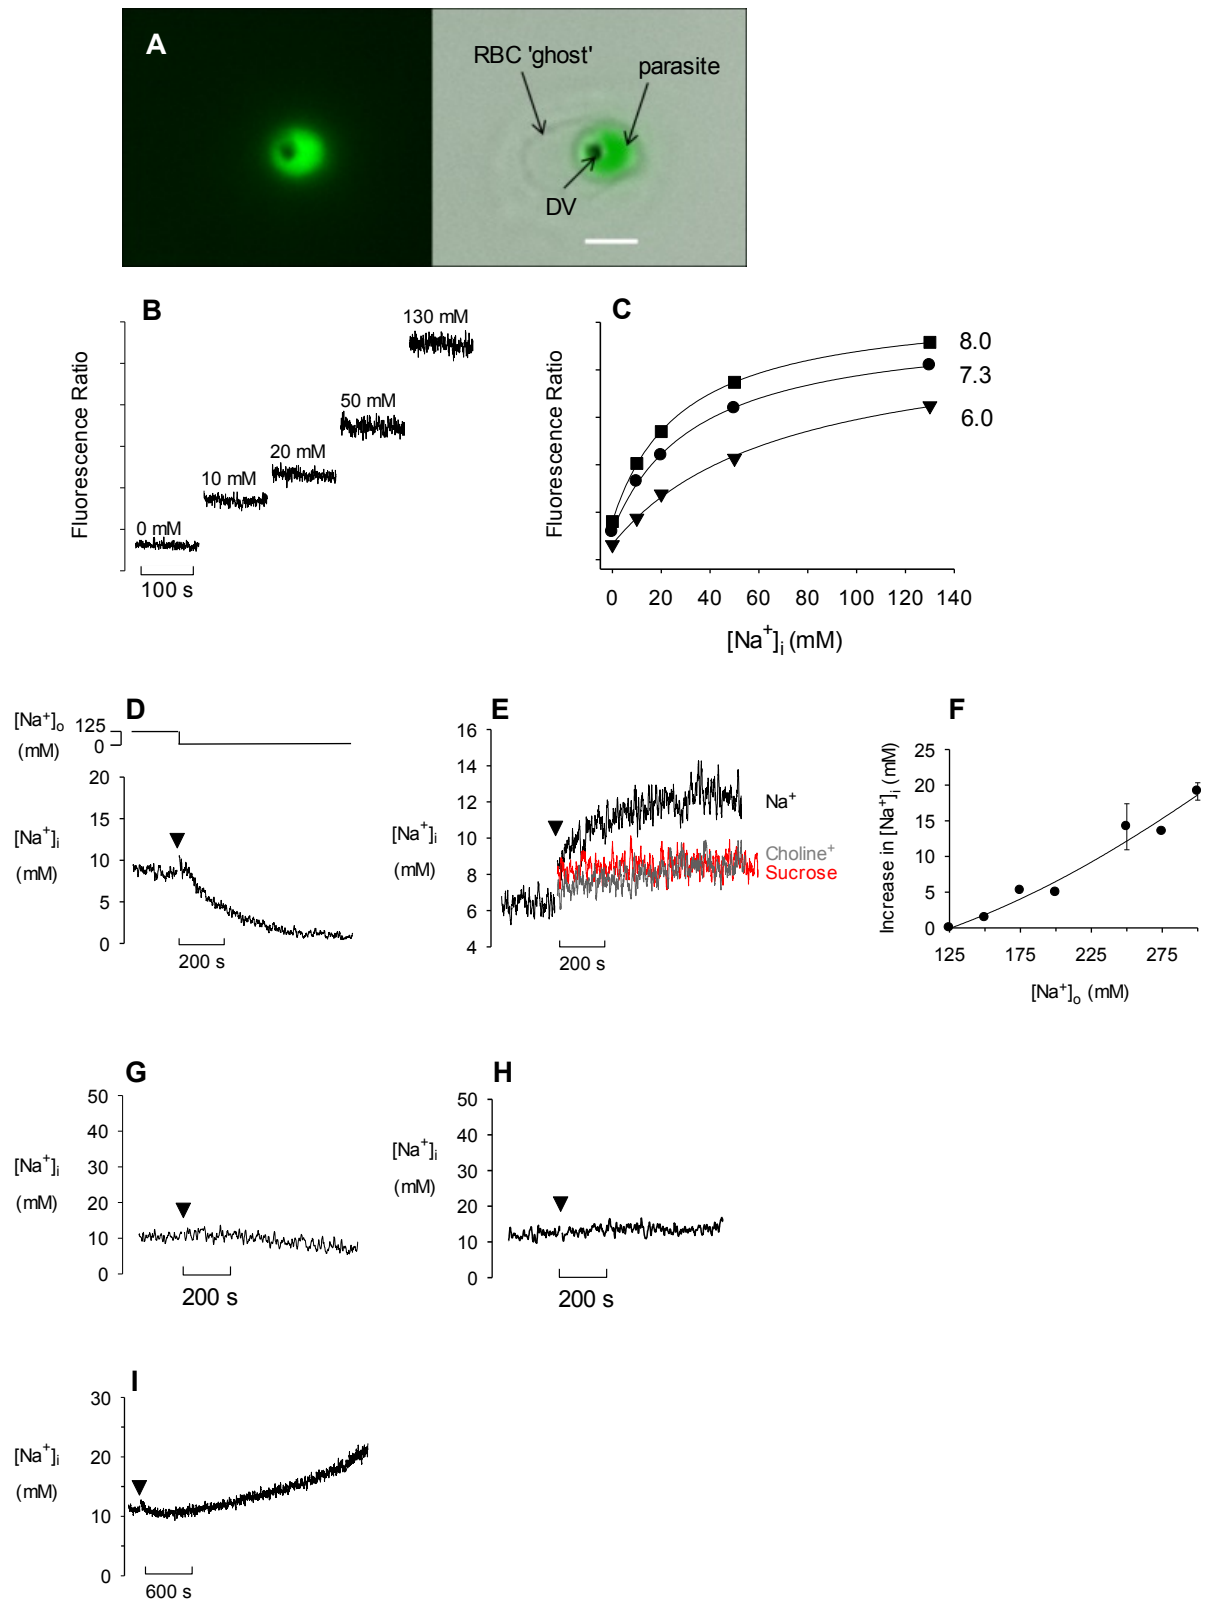 A
RBC 'ghost'
parasite
DV
B
Fluorescence Ratio
0 mM
10 mM
20 mM
50 mM
130 mM
100 s
C
Fluorescence Ratio
8.0
7.3
6.0
0 20 40 60 80 100 120 140
[Na+]i (mM)
D
[Na+]o 125
(mM) 0
20
15
10
5
0
[Na+]i
(mM)
200 s
E
16
14
12
10
8
6
4
[Na+]i
(mM)
Na+
Choline+
Sucrose
200 s
F
Increase in [Na+]i (mM)
25
20
15
10
5
0
125 175 225 275
[Na+]o (mM)
G
50
40
30
20
10
0
[Na+]i
(mM)
200 s
H
50
40
30
20
10
0
[Na+]i
(mM)
200 s
I
30
20
10
0
[Na+]i
(mM)
600 s